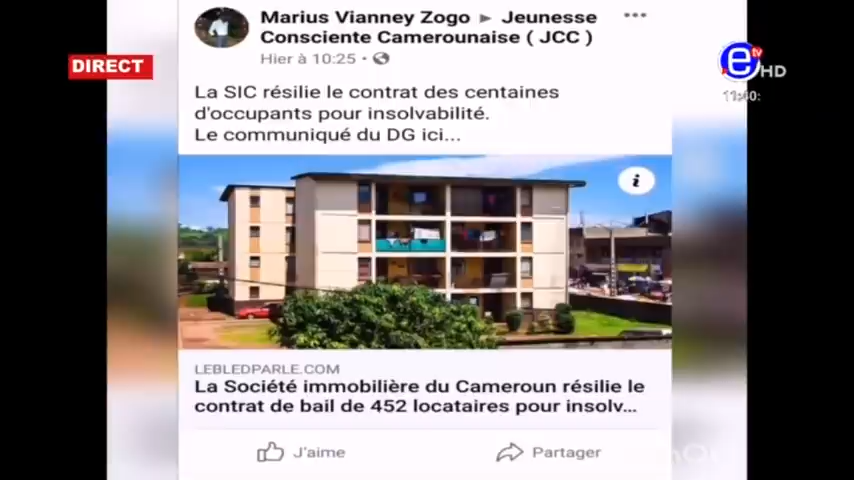 Marius Vianney Zogo ► Jeunesse
Consciente Camerounaise ( JCC )
Hier à 10:25 ·
DIRECT
e tv HD
La SIC résilie le contrat des centaines
d'occupants pour insolvabilité.
Le communiqué du DG ici...
i
LEBLEDPARLE.COM
La Société immobilière du Cameroun résilie le
contrat de bail de 452 locataires pour insolv...
J'aime
Partager